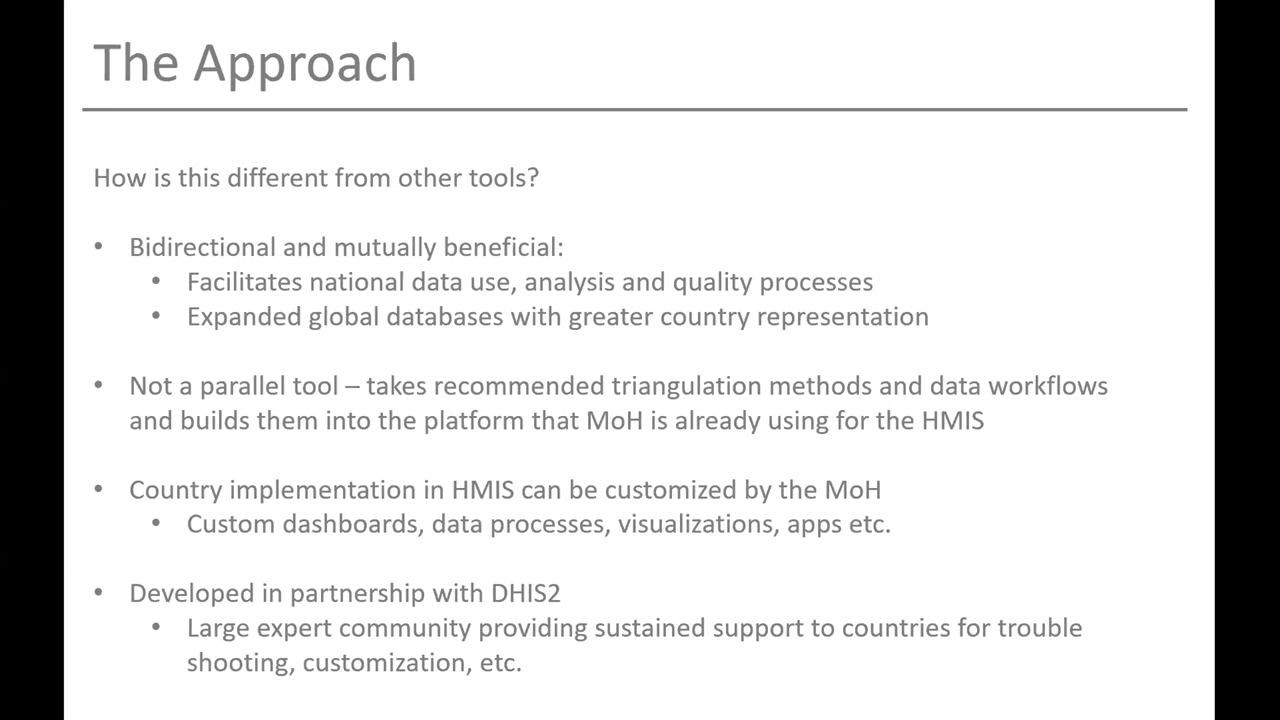 The Approach
How is this different from other tools?
• Bidirectional and mutually beneficial:
• Facilitates national data use, analysis and quality processes
• Expanded global databases with greater country representation
• Not a parallel tool – takes recommended triangulation methods and data workflows
and builds them into the platform that MoH is already using for the HMIS
• Country implementation in HMIS can be customized by the MoH
• Custom dashboards, data processes, visualizations, apps etc.
• Developed in partnership with DHIS2
• Large expert community providing sustained support to countries for trouble
shooting, customization, etc.